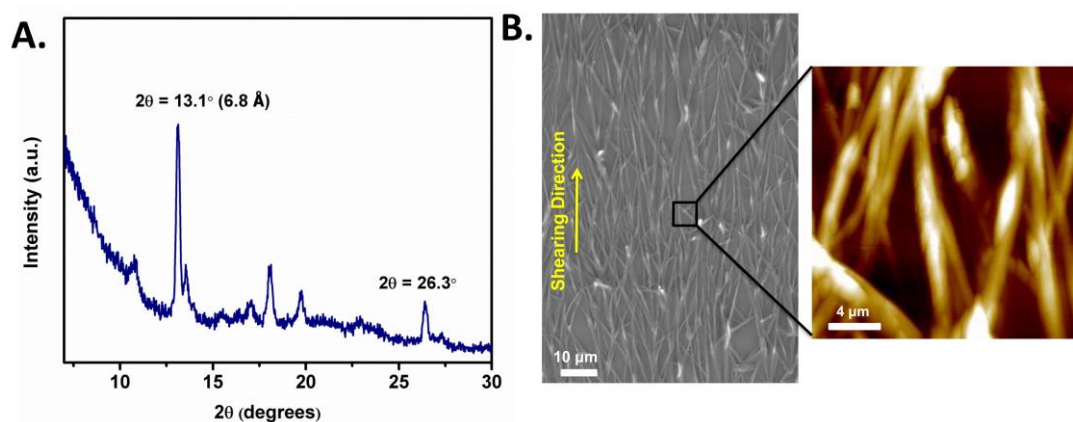 A.
2θ = 13.1° (6.8 Å)
2θ = 26.3°
Intensity (a.u.)
10 15 20 25 30
2θ (degrees)
B.
Shearing Direction
10 µm
4 µm